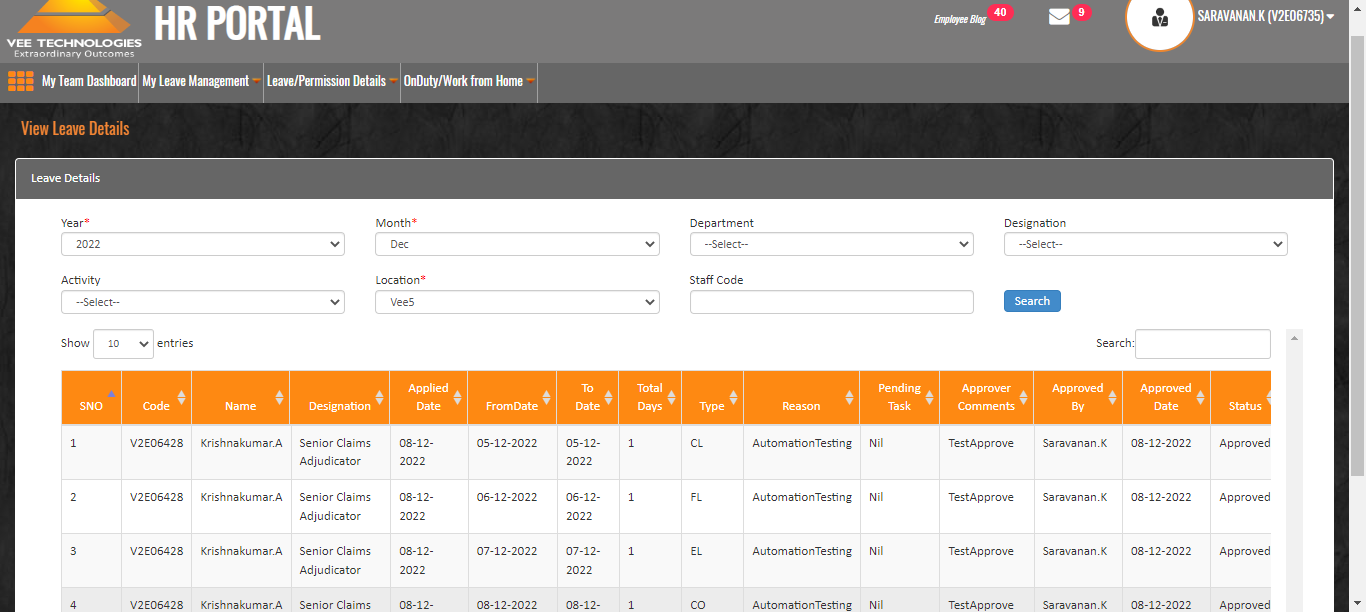 VEE TECHNOLOGIES
Extraordinary Outcomes
HR PORTAL
Employee Blog 40
9
SARAVANAN.K (V2E06735)
My Team Dashboard My Leave Management Leave/Permission Details OnDuty/Work from Home
View Leave Details
Leave Details
Year* Month* Department Designation
2022 Dec --Select-- --Select--
Activity Location* Staff Code
--Select-- Vee5 Search
Show 10 entries Search:
SNO Code Name Designation Applied Date FromDate To Date Total Days Type Reason Pending Task Approver Comments Approved By Approved Date Status
1 V2E06428 Krishnakumar.A Senior Claims Adjudicator 08-12-2022 05-12-2022 05-12-2022 1 CL AutomationTesting Nil TestApprove Saravanan.K 08-12-2022 Approved
2 V2E06428 Krishnakumar.A Senior Claims Adjudicator 08-12-2022 06-12-2022 06-12-2022 1 FL AutomationTesting Nil TestApprove Saravanan.K 08-12-2022 Approved
3 V2E06428 Krishnakumar.A Senior Claims Adjudicator 08-12-2022 07-12-2022 07-12-2022 1 EL AutomationTesting Nil TestApprove Saravanan.K 08-12-2022 Approved
4 V2E06428 Krishnakumar.A Senior Claims 08-12- 08-12-2022 08-12- 1 CO AutomationTesting Nil TestApprove Saravanan.K 08-12-2022 Approved